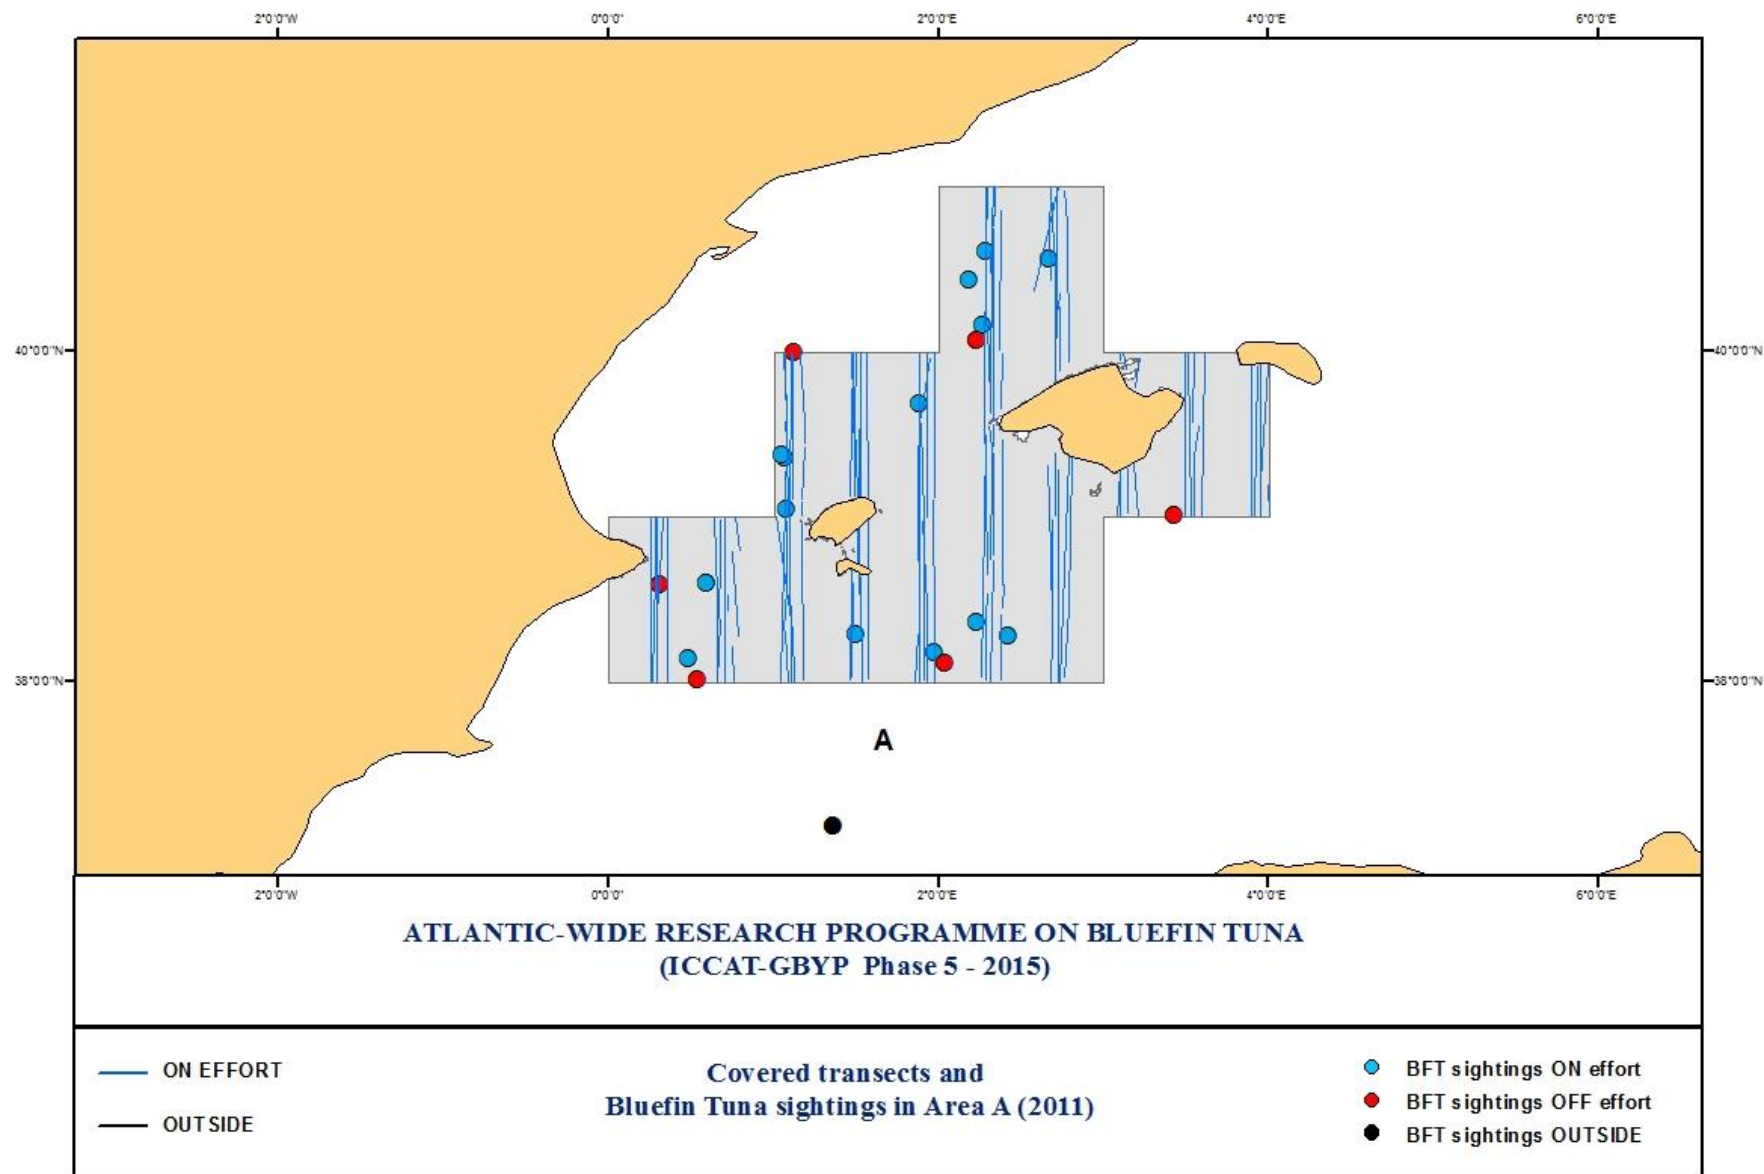 2°0'0"W 0°0'0" 2°0'0"E 4°0'0"E 6°0'0"E
40°0'0"N 40°0'0"N
38°0'0"N 38°0'0"N
A
2°0'0"W 0°0'0" 2°0'0"E 4°0'0"E 6°0'0"E
ATLANTIC-WIDE RESEARCH PROGRAMME ON BLUEFIN TUNA
(ICCAT-GBYP Phase 5 - 2015)
ON EFFORT
OUTSIDE
Covered transects and
Bluefin Tuna sightings in Area A (2011)
BFT sightings ON effort
BFT sightings OFF effort
BFT sightings OUTSIDE